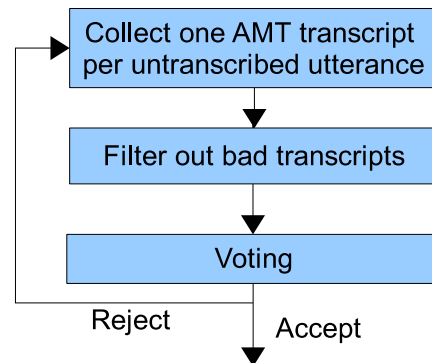 Collect one AMT transcript
per untranscribed utterance
Filter out bad transcripts
Voting
Reject
Accept